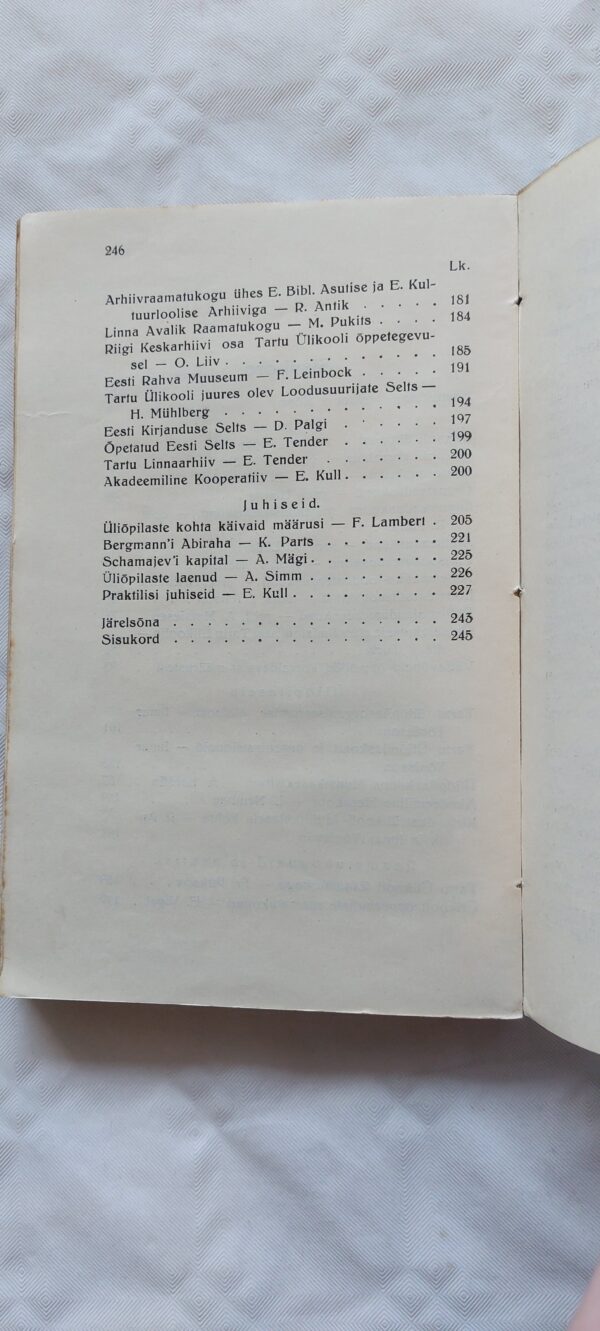 246
Lk.
Arhiivraamatukogu ühes E. Bibl. Asutise ja E. Kul-
tuurloolise Arhiiviga — R. Antik . . . . . 181
Linna Avalik Raamatukogu — M. Pukits . . . . 184
Riigi Keskarhiivi osa Tartu Ülikooli õppetegevu-
sel — O. Liiv . . . . . . . . . . . . . 185
Eesti Rahva Muuseum — F. Leinbock . . . . . 191
Tartu Ülikooli juures olev Loodusuurijate Selts —
H. Mühlberg . . . . . . . . . . . . . 194
Eesti Kirjanduse Selts — D. Palgi . . . . . . 197
Õpetatud Eesti Selts — E. Tender . . . . . . 199
Tartu Linnaarhiiv — E. Tender . . . . . . 200
Akadeemiline Kooperatiiv — E. Kull . . . . . . 200
Juhiseid.
Üliõpilaste kohta käivaid määrusi — F. Lambert . 205
Bergmann'i Abiraha — K. Parts . . . . . . . 221
Schamajev'i kapital — A. Mägi . . . . . . . 225
Üliõpilaste laenud — A. Simm . . . . . . . . 226
Praktilisi juhiseid — E. Kull . . . . . . . . 227
Järelsõna . . . . . . . . . . . . . . . 243
Sisukord . . . . . . . . . . . . . . . 245